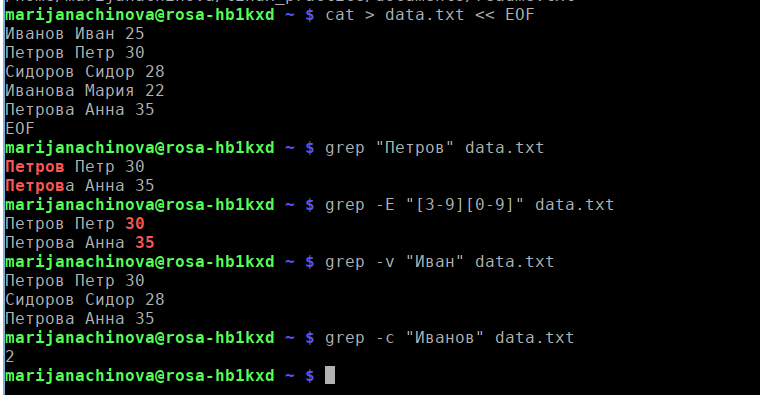 marijanachinova@rosa-hb1kxd ~ $ cat > data.txt << EOF
Иванов Иван 25
Петров Петр 30
Сидоров Сидор 28
Иванова Мария 22
Петрова Анна 35
EOF
marijanachinova@rosa-hb1kxd ~ $ grep "Петров" data.txt
Петров Петр 30
Петрова Анна 35
marijanachinova@rosa-hb1kxd ~ $ grep -E "[3-9][0-9]" data.txt
Петров Петр 30
Петрова Анна 35
marijanachinova@rosa-hb1kxd ~ $ grep -v "Иван" data.txt
Петров Петр 30
Сидоров Сидор 28
Петрова Анна 35
marijanachinova@rosa-hb1kxd ~ $ grep -c "Иванов" data.txt
2
marijanachinova@rosa-hb1kxd ~ $